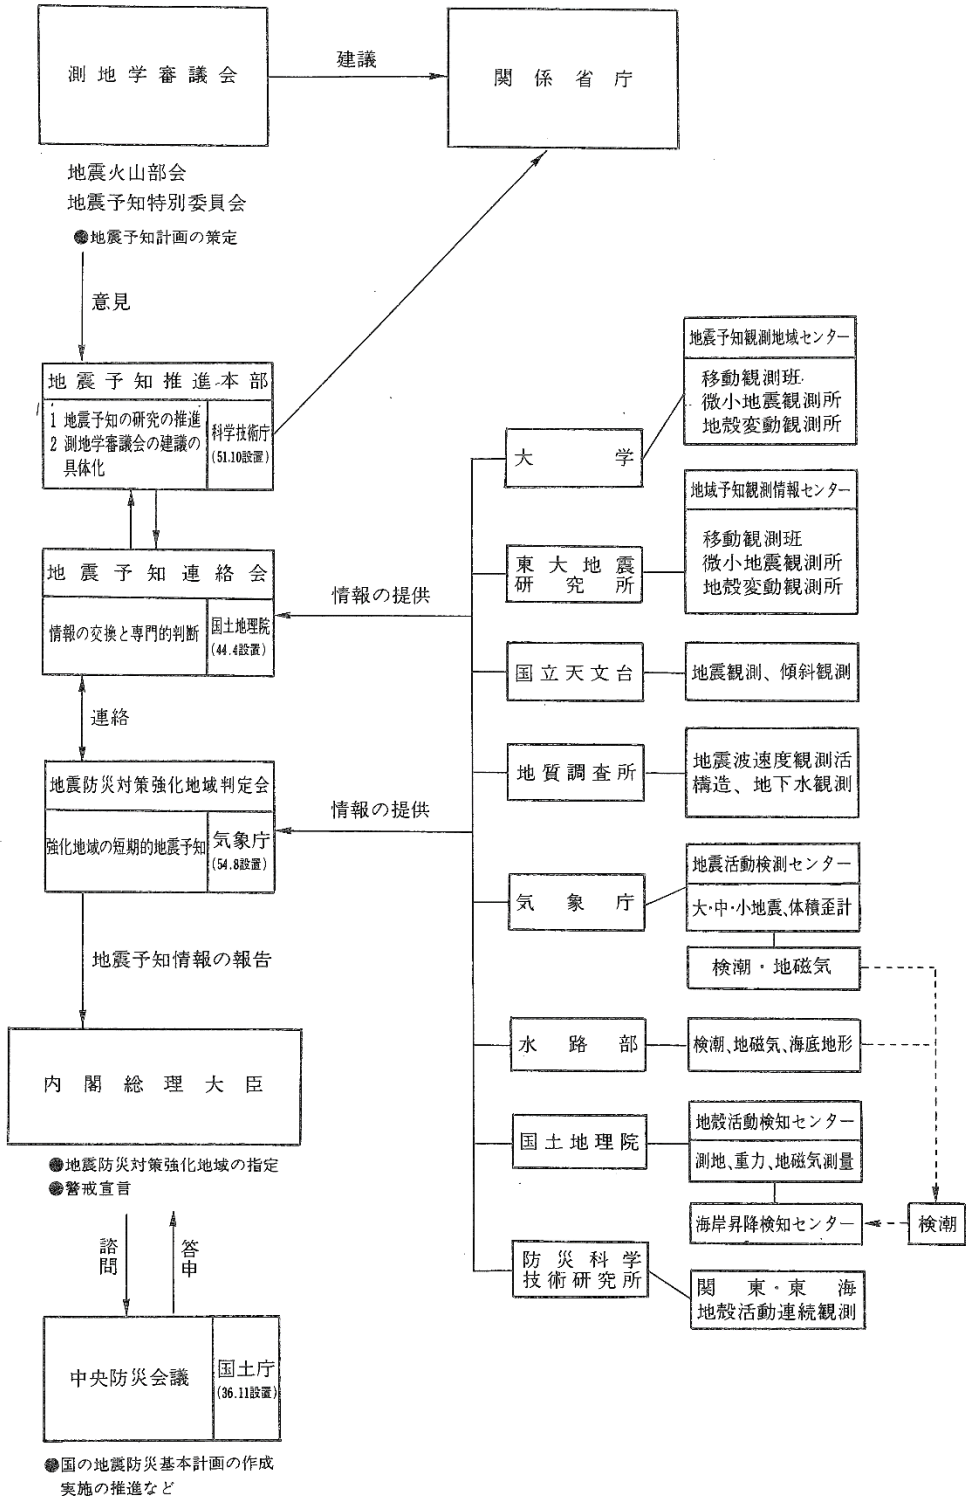 測地学審議会
建議
関係省庁
地震火山部会
地震予知特別委員会
●地震予知計画の策定
意見
地震予知推進本部
1 地震予知の研究の推進
2 測地学審議会の建議の
具体化
科学技術庁
(51.10設置)
地震予知連絡会
情報の交換と専門的判断
国土地理院
(44.4設置)
情報の提供
連絡
地震防災対策強化地域判定会
強化地域の短期的地震予知
気象庁
(54.8設置)
情報の提供
地震予知情報の報告
内閣総理大臣
●地震防災対策強化地域の指定
●警戒宣言
諮問
答申
中央防災会議
国土庁
(36.11設置)
●国の地震防災基本計画の作成
実施の推進など
大学
地震予知観測地域センター
移動観測班
微小地震観測所
地殻変動観測所
東大地震
研究所
地域予知観測情報センター
移動観測班
微小地震観測所
地殻変動観測所
国立天文台
地震観測、傾斜観測
地質調査所
地震波速度観測活
構造、地下水観測
気象庁
地震活動検測センター
大・中・小地震、体積歪計
検潮・地磁気
水路部
検潮、地磁気、海底地形
国土地理院
地殻活動検知センター
測地、重力、地磁気測量
海岸昇降検知センター
検潮
防災科学
技術研究所
関東・東海
地殻活動連続観測